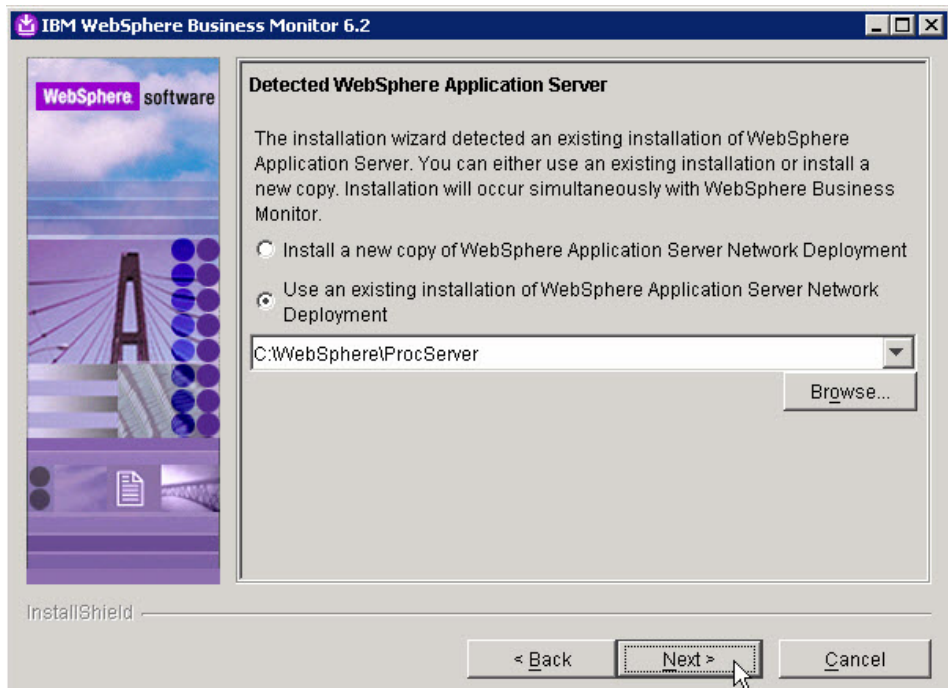 IBM WebSphere Business Monitor 6.2
WebSphere software
Detected WebSphere Application Server
The installation wizard detected an existing installation of WebSphere
Application Server. You can either use an existing installation or install a
new copy. Installation will occur simultaneously with WebSphere Business
Monitor.
Install a new copy of WebSphere Application Server Network Deployment
Use an existing installation of WebSphere Application Server Network
Deployment
C:\WebSphere\ProcServer
Browse...
InstallShield
< Back
Next >
Cancel